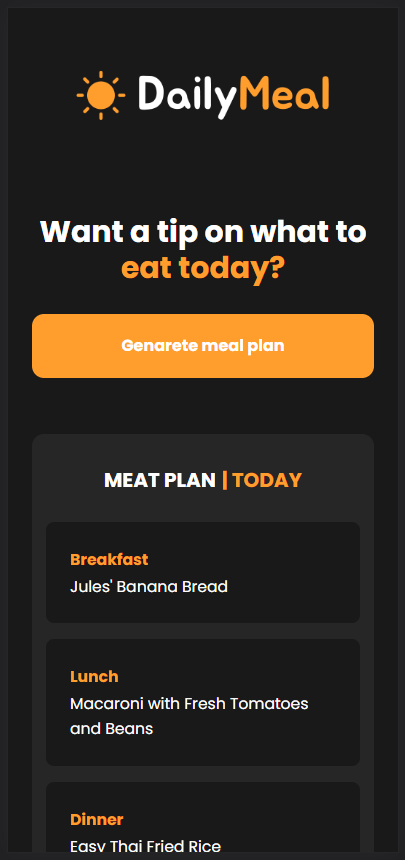 DailyMeal
Want a tip on what to
eat today?
Genarete meal plan
MEAT PLAN | TODAY
Breakfast
Jules' Banana Bread
Lunch
Macaroni with Fresh Tomatoes
and Beans
Dinner
Easy Thai Fried Rice